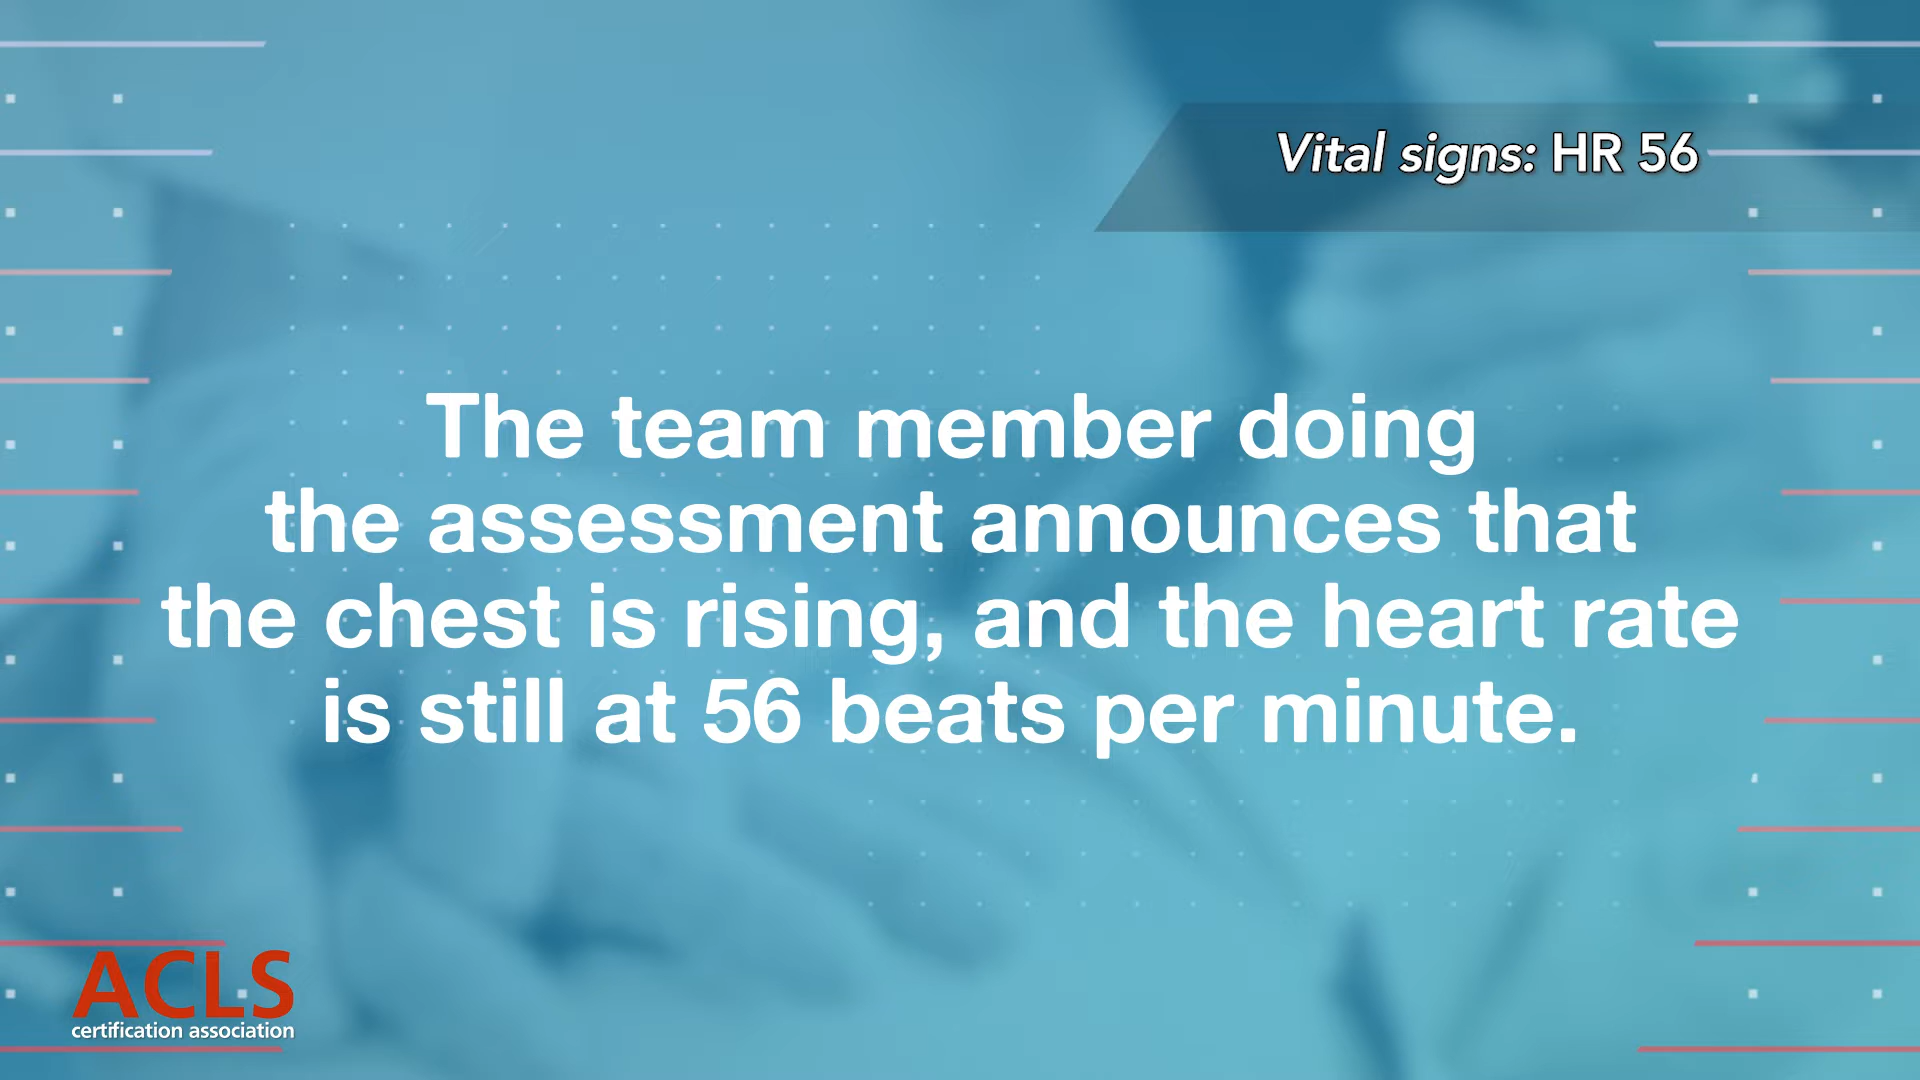 Vital signs: HR 56
The team member doing
the assessment announces that
the chest is rising, and the heart rate
is still at 56 beats per minute.
ACLS
certification association